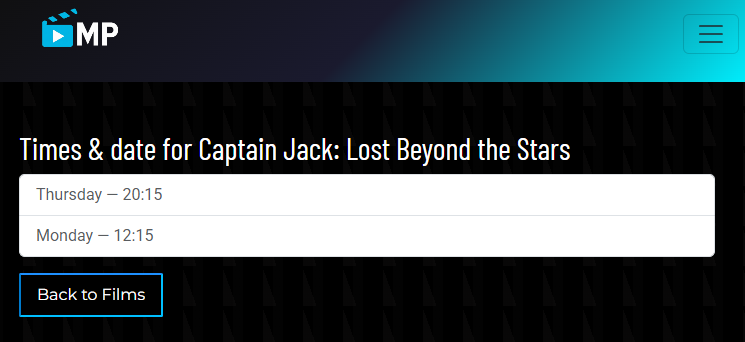 MP
Times & date for Captain Jack: Lost Beyond the Stars
Thursday — 20:15
Monday — 12:15
Back to Films